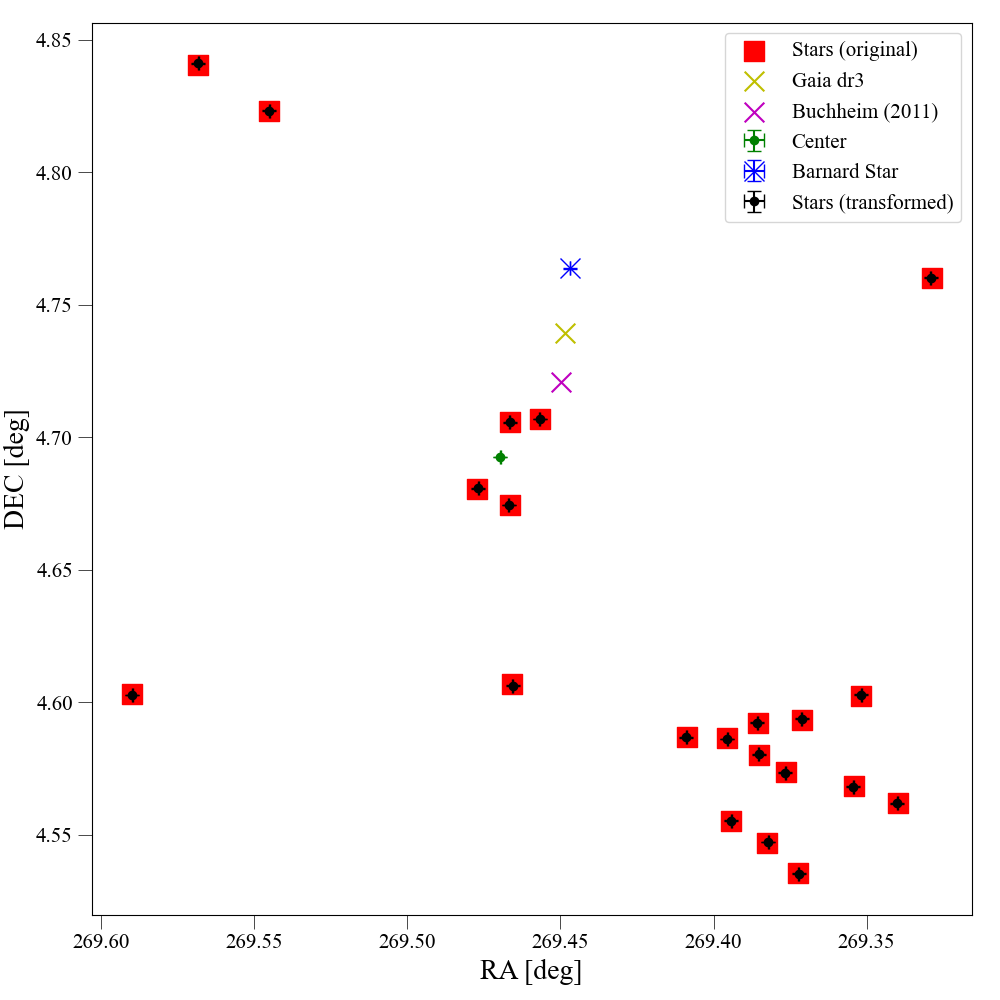 4.85
4.80
4.75
4.70
4.65
4.60
4.55
DEC [deg]
Stars (original)
Gaia dr3
Buchheim (2011)
Center
Barnard Star
Stars (transformed)
269.60 269.55 269.50 269.45 269.40 269.35
RA [deg]